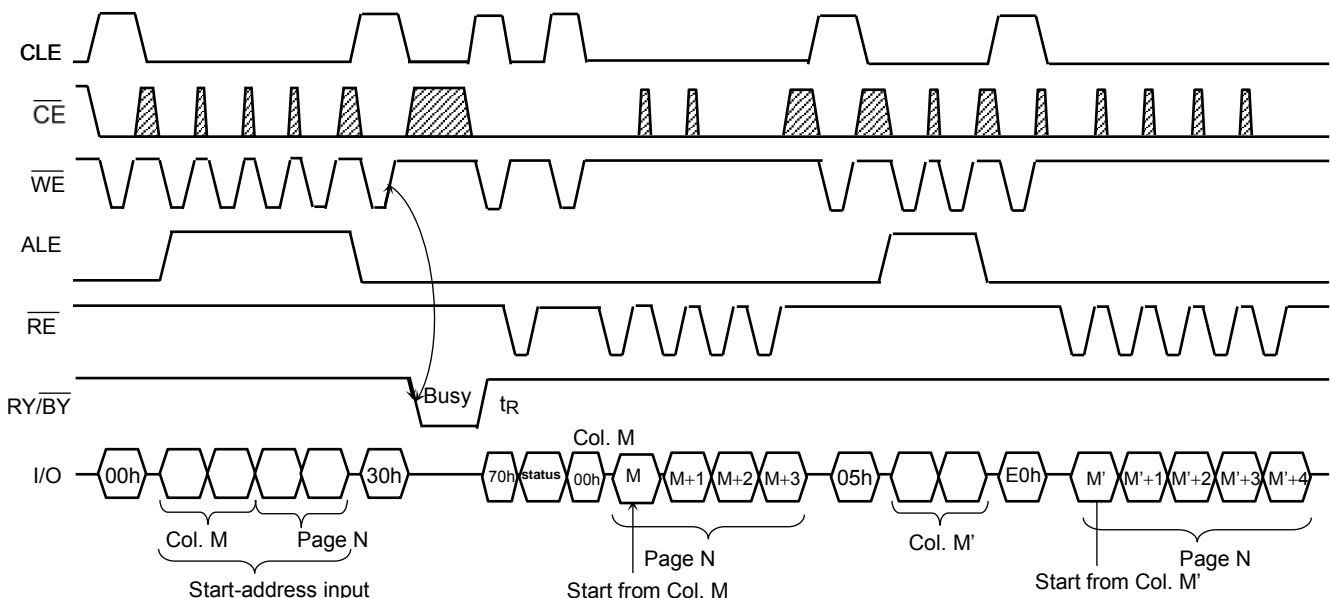 CLE
CE
WE
ALE
RE
RY/BY
Busy
tR
Col. M
I/O
00h
30h
70h
status
00h
M
M+1
M+2
M+3
05h
E0h
M'
M'+1
M'+2
M'+3
M'+4
Col. M
Page N
Page N
Col. M'
Page N
Start-address input
Start from Col. M
Start from Col. M'